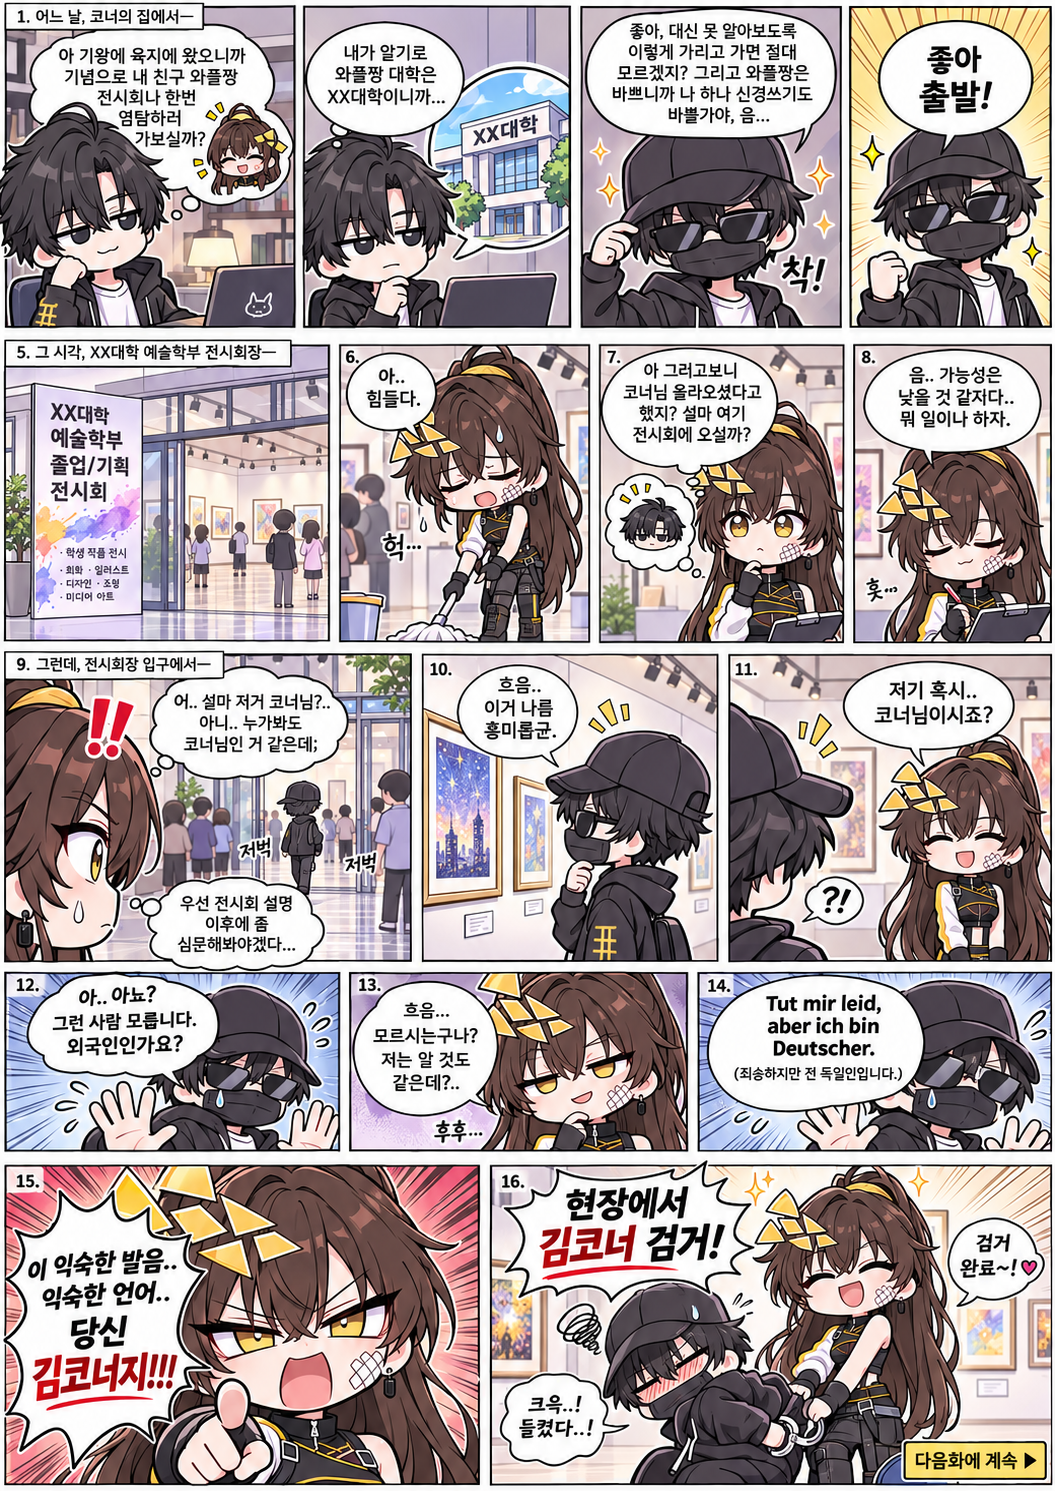 1. 어느 날, 코너의 집에서—
아 기왕에 육지에 왔으니까
기념으로 내 친구 와플짱
전시회나 한번
염탐하러
가보실까?
내가 알기로
와플짱 대학은
XX대학이니까...
XX대학
좋아, 대신 못 알아보도록
이렇게 가리고 가면 절대
모르겠지? 그리고 와플짱은
바쁘니까 나 하나 신경쓰기도
바쁠가야, 음...
착!
좋아
출발!
5. 그 시각, XX대학 예술학부 전시회장—
XX대학
예술학부
졸업/기획
전시회
· 학생 작품 전시
· 회화 · 일러스트
· 디자인 · 조형
· 미디어 아트
6.
아..
힘들다.
헉...
7.
아 그러고보니
코너님 올라오셨다고
했지? 설마 여기
전시회에 오설까?
8.
음.. 가능성은
낮을 것 같자다..
뭐 일이나 하자.
훗...
9. 그런데, 전시회장 입구에서—
어.. 설마 저거 코너님?..
아니.. 누가봐도
코너님인 거 같은데;
저벅
저벅
우선 전시회 설명
이후에 좀
심문해봐야겠다...
10.
흐음..
이거 나름
흥미롭균.
11.
저기 혹시..
코너님이시죠?
?!
12.
아.. 아뇨?
그런 사람 모릅니다.
외국인인가요?
13.
흐음...
모르시는구나?
저는 알 것도
같은데?..
후후...
14.
Tut mir leid,
aber ich bin
Deutscher.
(죄송하지만 전 독일인입니다.)
15.
이 익숙한 발음..
익숙한 언어..
당신
김코너지!!!
16.
현장에서
김코너 검거!
검거
완료~!
크윽..!
들켰다..!
다음화에 계속 ▶